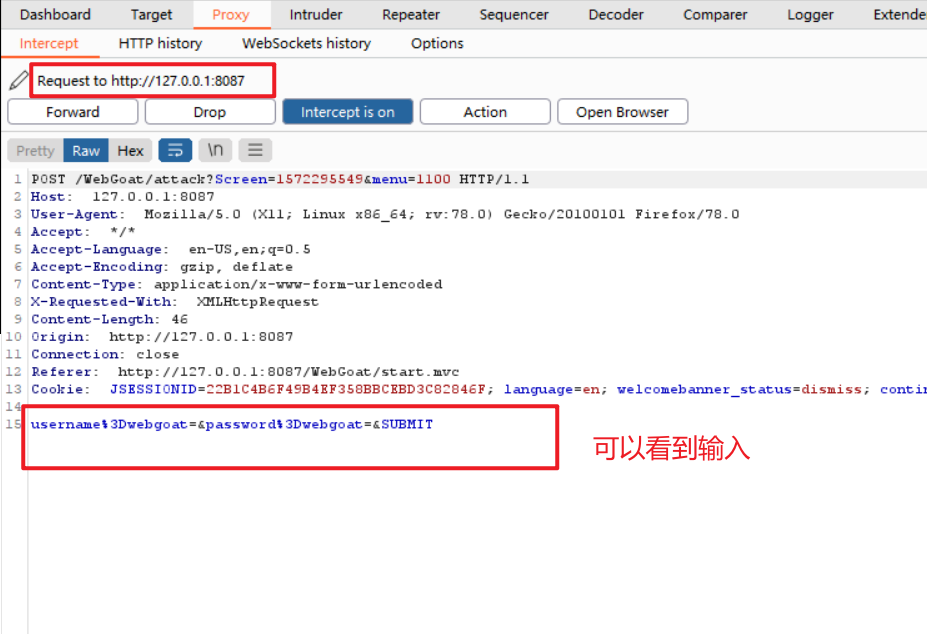 Dashboard Target Proxy Intruder Repeater Sequencer Decoder Comparer Logger Extende
Intercept HTTP history WebSockets history Options
Request to http://127.0.0.1:8087
Forward Drop Intercept is on Action Open Browser
Pretty Raw Hex \n
1 POST /WebGoat/attack?Screen=1572295549&menu=1100 HTTP/1.1
2 Host: 127.0.0.1:8087
3 User-Agent: Mozilla/5.0 (X11; Linux x86_64; rv:78.0) Gecko/20100101 Firefox/78.0
4 Accept: */*
5 Accept-Language: en-US,en;q=0.5
6 Accept-Encoding: gzip, deflate
7 Content-Type: application/x-www-form-urlencoded
8 X-Requested-With: XMLHttpRequest
9 Content-Length: 46
10 Origin: http://127.0.0.1:8087
11 Connection: close
12 Referer: http://127.0.0.1:8087/WebGoat/start.mvc
13 Cookie: JSESSIONID=22B1C4B6F49B4EF358BBCEBD3C82846F; language=en; welcomebanner_status=dismiss; contin
14
15 username%3Dwebgoat=&password%3Dwebgoat=&SUBMIT
可以看到输入